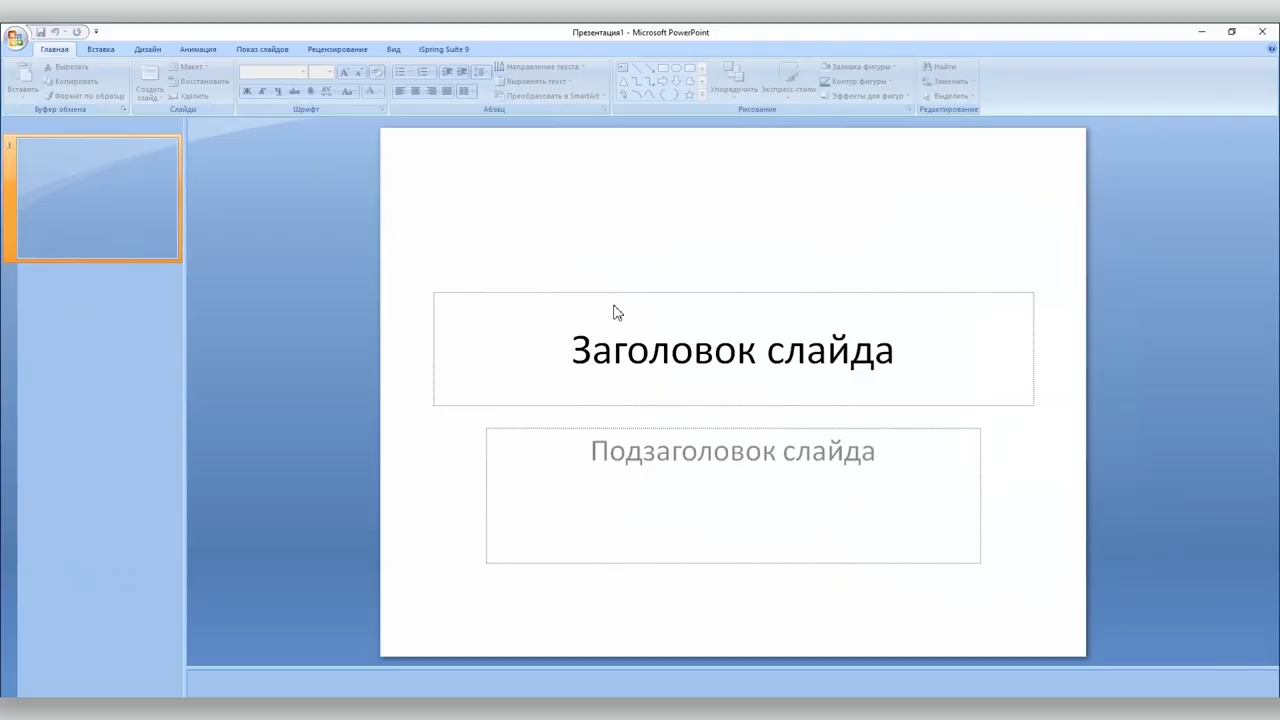 Презентация1 - Microsoft PowerPoint
Главная Вставка Дизайн Анимация Показ слайдов Рецензирование Вид iSpring Suite 9
Вставить
Вырезать
Копировать
Формат по образцу
Буфер обмена
Создать слайд
Макет
Восстановить
Удалить
Слайды
Шрифт
Направление текста
Выровнять текст
Преобразовать в SmartArt
Абзац
Упорядочить
Экспресс-стили
Заливка фигуры
Контур фигуры
Эффекты для фигур
Рисование
Найти
Заменить
Выделить
Редактирование
1
Заголовок слайда
Подзаголовок слайда